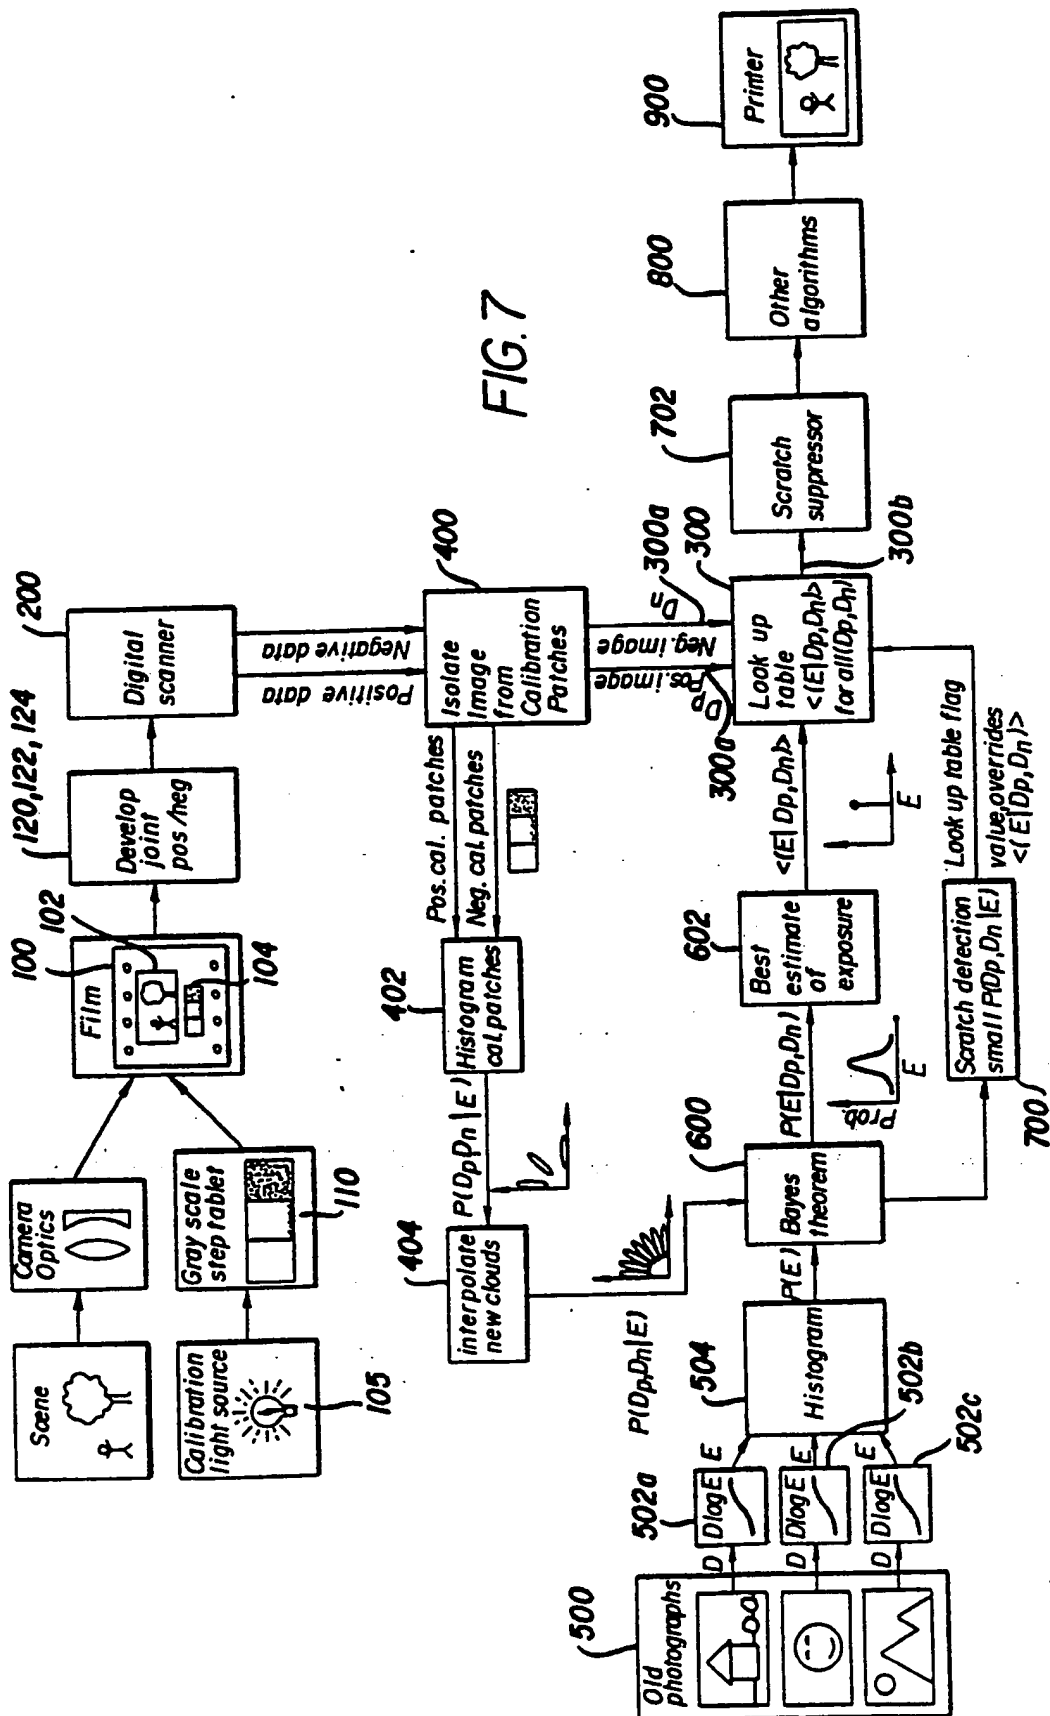 FIG. 7
Scene
Camera
Optics
Calibration
light source
105
Gray scale
step tablet
110
Film
100
102
104
Develop
joint
pos/neg
120,122,124
Digital
scanner
200
Positive data
Negative data
Isolate
Image
from
Calibration
Patches
400
Pos. cal. patches
Neg. cal. patches
Histogram
cal. patches
402
P(Dp,Dn|E)
interpolate
new clouds
404
P(Dp,Dn|E)
Old
photographs
500
D
D
D
DlogE
DlogE
DlogE
502a
502b
502c
E
E
E
Histogram
504
P(E)
Bayes
theorem
600
P(E|Dp,Dn)
Prob.
E
Best
estimate
of
exposure
602
<(E|Dp,Dn)>
E
Scratch detection
small P(Dp,Dn|E)
700
Look up table flag
value, overrides
<(E|Dp,Dn)>
Pos.image
Dp
300a
Neg.image
Dn
300a
Look up
table
<(E|Dp,Dn)>
for all(Dp,Dn)
300
300b
Scratch
suppressor
702
Other
algorithms
800
Printer
900